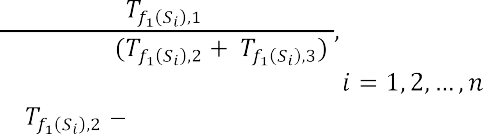 T_{f_1(S_i),1}
(T_{f_1(S_i),2} + T_{f_1(S_i),3}) ,
i = 1, 2, … , n
T_{f_1(S_i),2} −